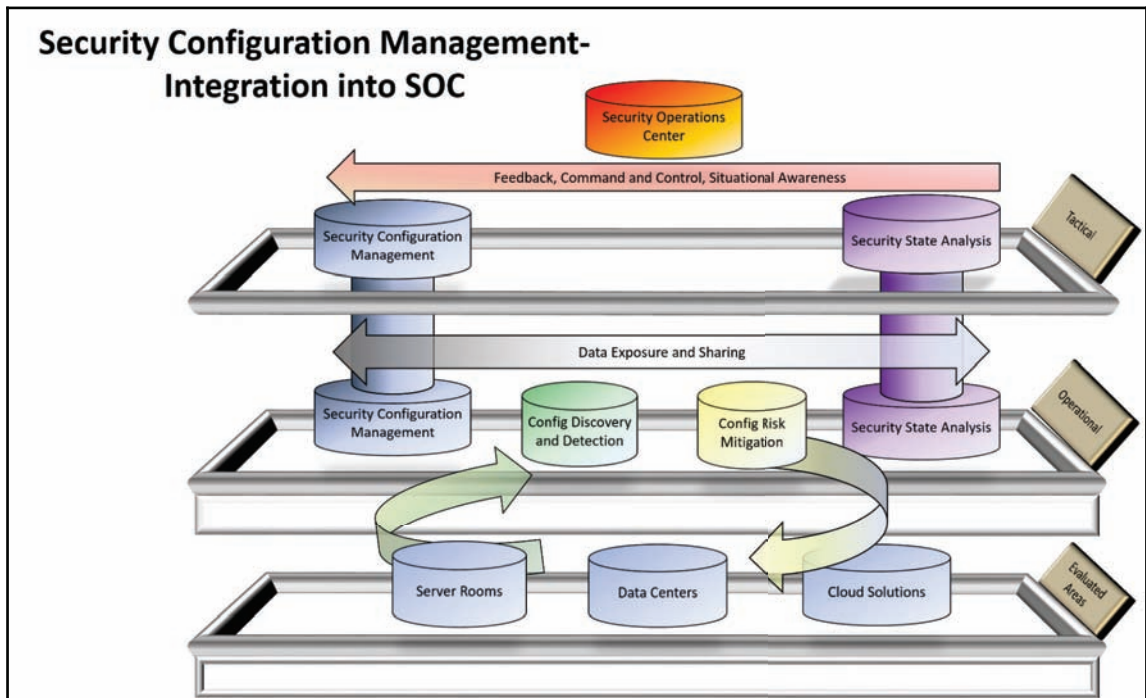 Security Configuration Management-
Integration into SOC
Security Operations
Center
Feedback, Command and Control, Situational Awareness
Tactical
Security Configuration
Management
Security State Analysis
Data Exposure and Sharing
Operational
Security Configuration
Management
Config Discovery
and Detection
Config Risk
Mitigation
Security State Analysis
Evaluated
Areas
Server Rooms
Data Centers
Cloud Solutions